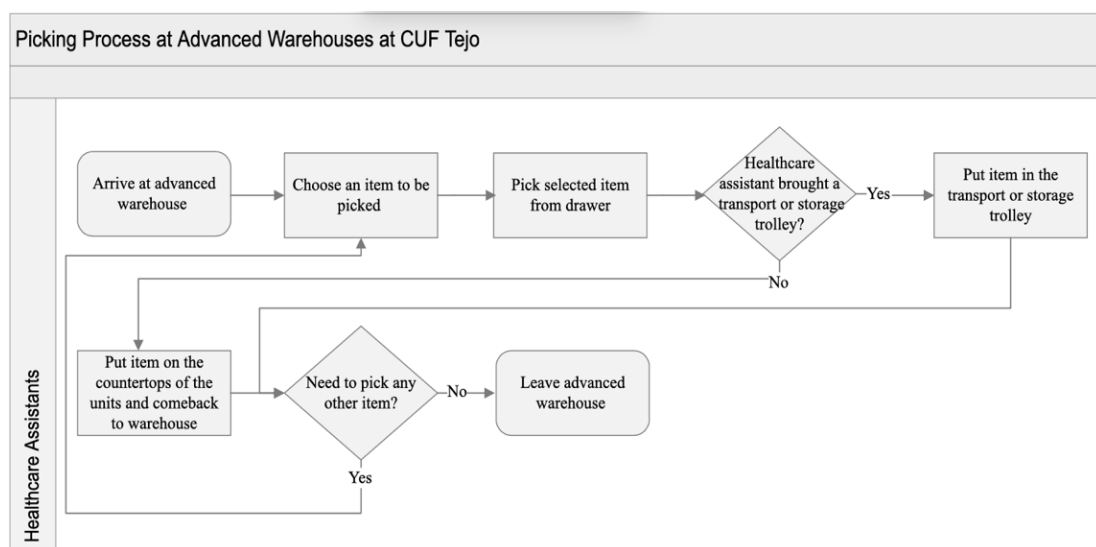 Picking Process at Advanced Warehouses at CUF Tejo
Healthcare Assistants
Arrive at advanced
warehouse
Choose an item to be
picked
Pick selected item
from drawer
Healthcare
assistant brought a
transport or storage
trolley?
Yes
Put item in the
transport or storage
trolley
No
Put item on the
countertops of the
units and comeback
to warehouse
Need to pick any
other item?
No
Leave advanced
warehouse
Yes